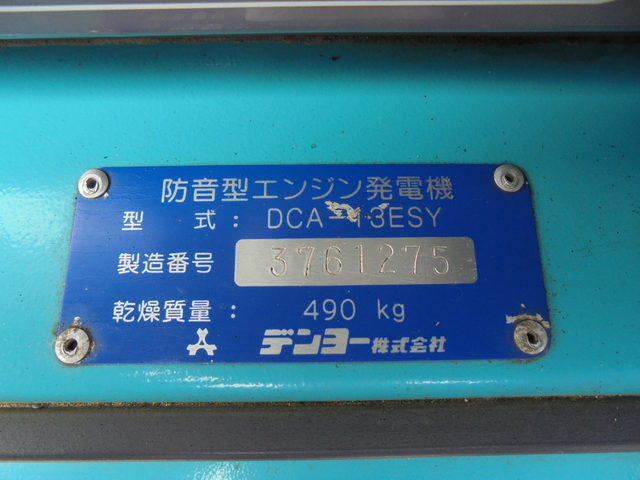 防音型エンジン発電機
型 式: DCA-13ESY
製造番号 3761275
乾燥質量: 490 kg
デンヨー株式会社